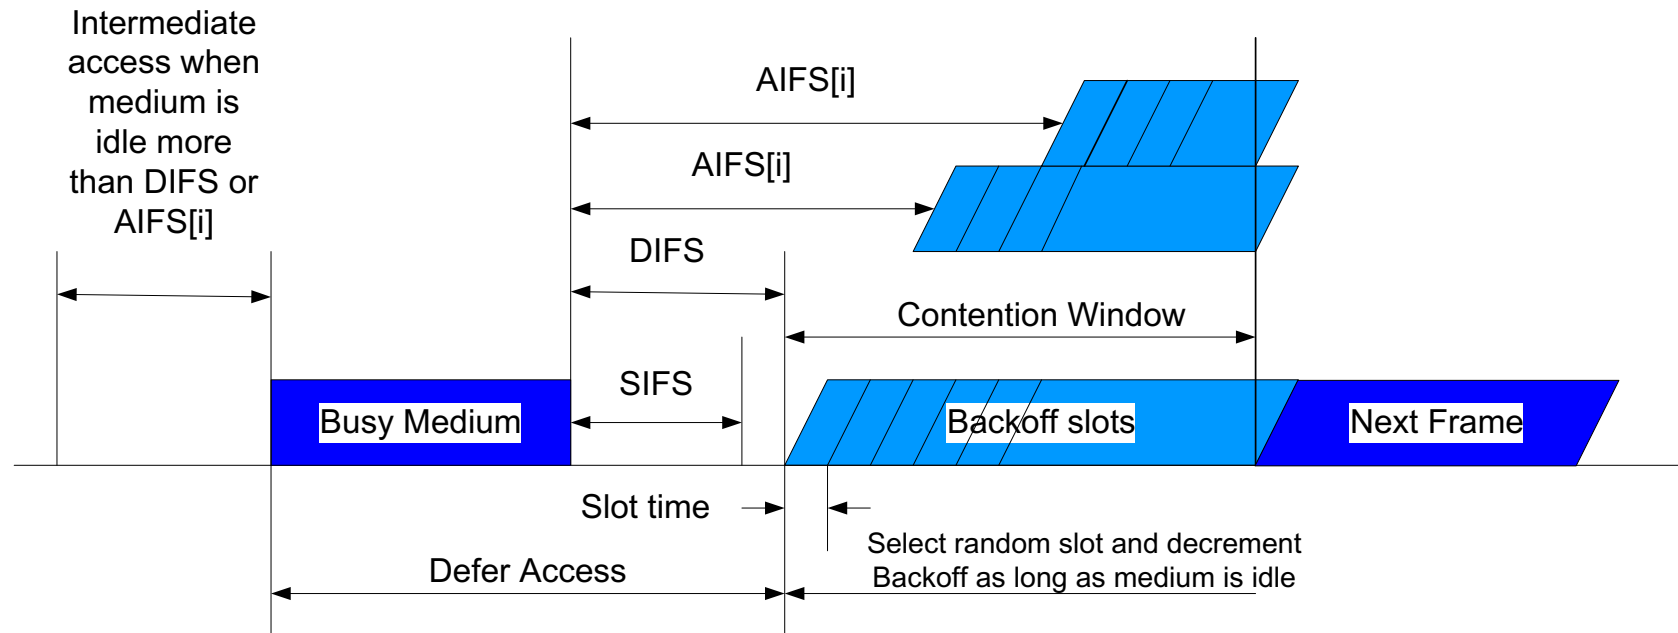 Intermediate
access when
medium is
idle more
than DIFS or
AIFS[i]
AIFS[i]
AIFS[i]
DIFS
Contention Window
SIFS
Busy Medium
Backoff slots
Next Frame
Slot time
Select random slot and decrement
Backoff as long as medium is idle
Defer Access